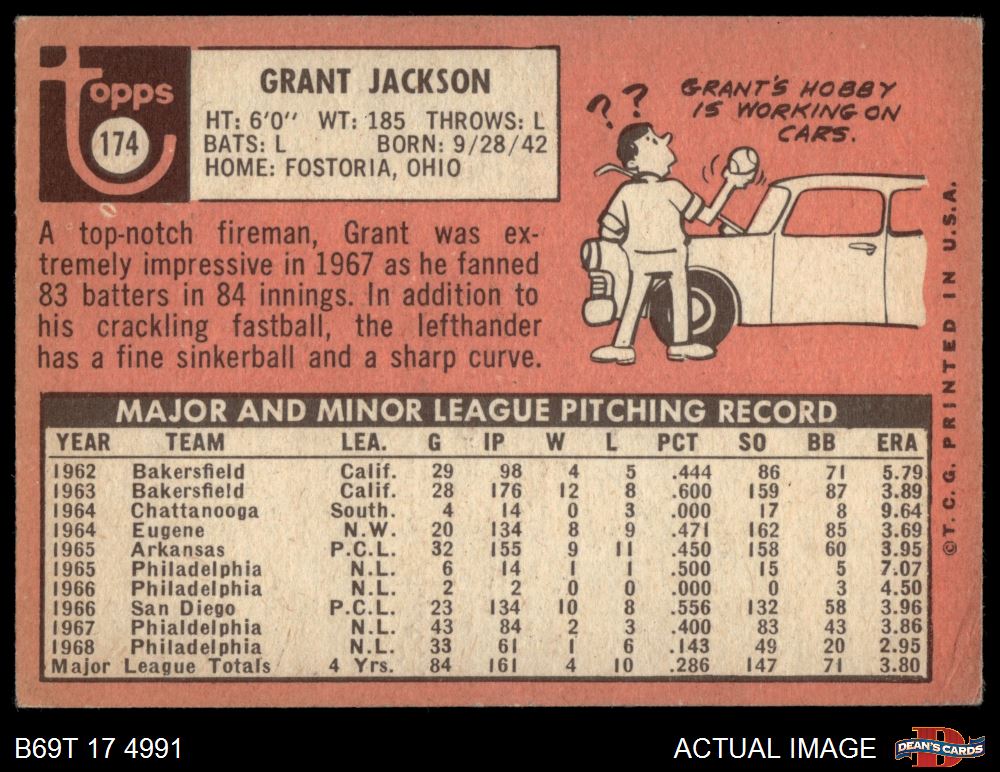 Topps
174
GRANT JACKSON
HT: 6'0" WT: 185 THROWS: L
BATS: L BORN: 9/28/42
HOME: FOSTORIA, OHIO
? ?
GRANT'S HOBBY
IS WORKING ON
CARS.
A top-notch fireman, Grant was ex-
tremely impressive in 1967 as he fanned
83 batters in 84 innings. In addition to
his crackling fastball, the lefthander
has a fine sinkerball and a sharp curve.
MAJOR AND MINOR LEAGUE PITCHING RECORD
YEAR TEAM LEA. G IP W L PCT SO BB ERA
1962 Bakersfield Calif. 29 98 4 5 .444 86 71 5.79
1963 Bakersfield Calif. 28 176 12 8 .600 159 87 3.89
1964 Chattanooga South. 4 14 0 3 .000 17 8 9.64
1964 Eugene N.W. 20 134 8 9 .471 162 85 3.69
1965 Arkansas P.C.L. 32 155 9 11 .450 158 60 3.95
1965 Philadelphia N.L. 6 14 1 1 .500 15 5 7.07
1966 Philadelphia N.L. 2 2 0 0 .000 0 3 4.50
1966 San Diego P.C.L. 23 134 10 8 .556 132 58 3.96
1967 Phialdelphia N.L. 43 84 2 3 .400 83 43 3.86
1968 Philadelphia N.L. 33 61 1 6 .143 49 20 2.95
Major League Totals 4 Yrs. 84 161 4 10 .286 147 71 3.80
©T.C.G. PRINTED IN U.S.A.
B69T 17 4991
ACTUAL IMAGE
D
DEAN'S CARDS